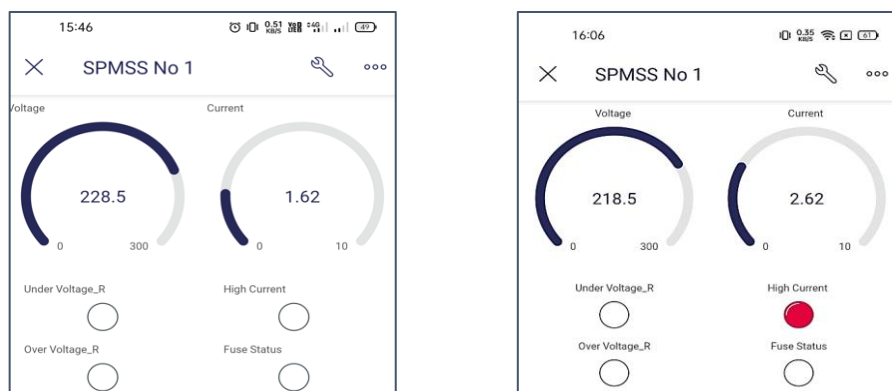 15:46
0.51 KB/S
4G
49
SPMSS No 1
Voltage Current
228.5 1.62
0 300 0 10
Under Voltage_R High Current
Over Voltage_R Fuse Status
16:06
0.35 KB/S
61
SPMSS No 1
Voltage Current
218.5 2.62
0 300 0 10
Under Voltage_R High Current
Over Voltage_R Fuse Status